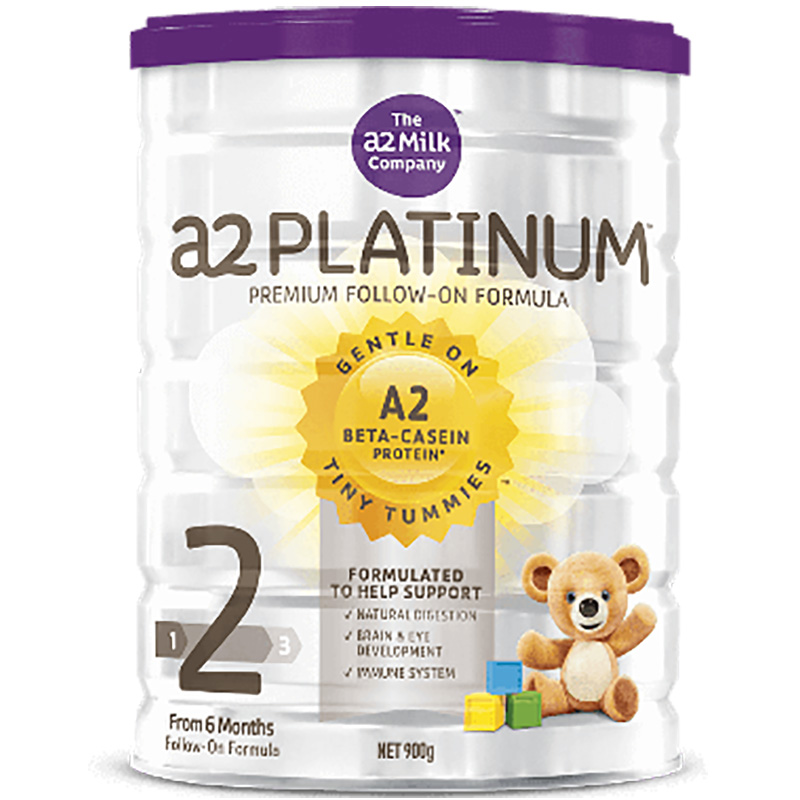 The
a2 Milk
Company™
a2 PLATINUM™
PREMIUM FOLLOW-ON FORMULA
GENTLE ON
A2
BETA-CASEIN
PROTEIN*
TINY TUMMIES
FORMULATED
TO HELP SUPPORT
✓ NATURAL DIGESTION
✓ BRAIN & EYE
DEVELOPMENT
✓ IMMUNE SYSTEM
1 2 3
From 6 Months
Follow-On Formula
NET 900g